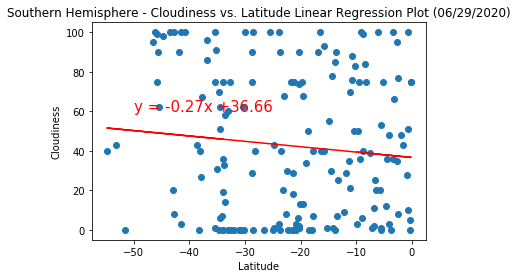 Southern Hemisphere - Cloudiness vs. Latitude Linear Regression Plot (06/29/2020)
100
80
60
40
20
0
Cloudiness
y = -0.27x +36.66
−50 −40 −30 −20 −10 0
Latitude